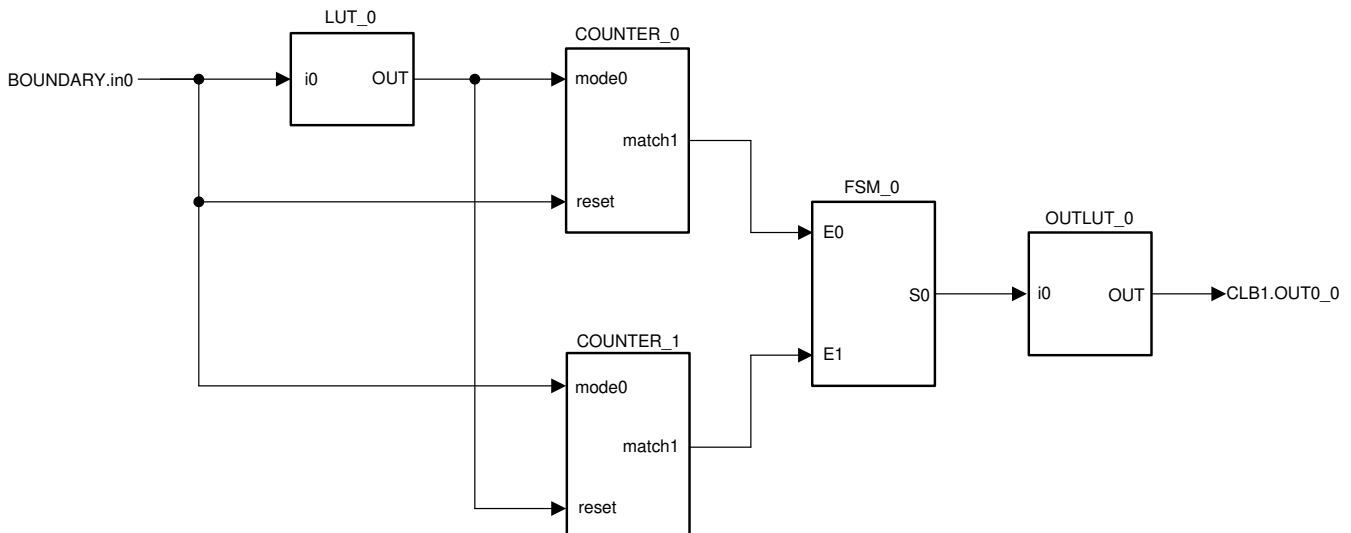 LUT_0
COUNTER_0
BOUNDARY.in0
i0
OUT
mode0
match1
reset
FSM_0
E0
S0
E1
OUTLUT_0
i0
OUT
CLB1.OUT0_0
COUNTER_1
mode0
match1
reset